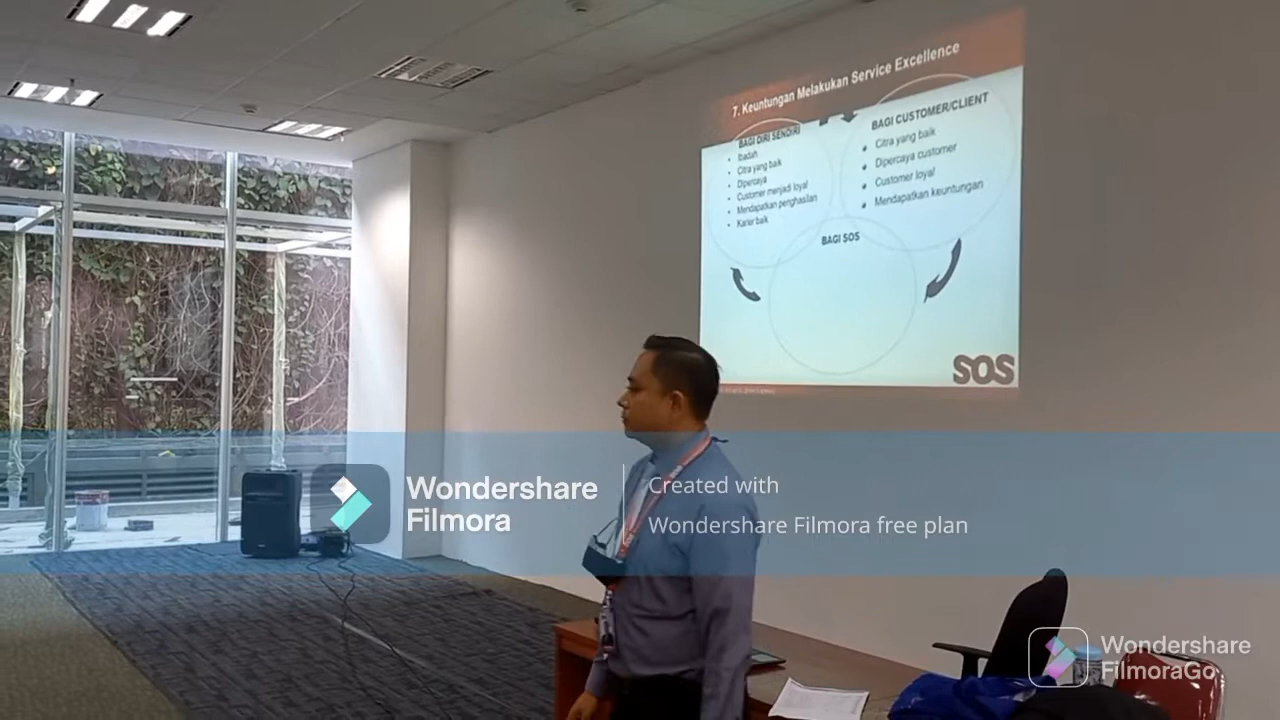 7. Keuntungan Melakukan Service Excellence
BAGI DIRI SENDIRI
• Ibadah
• Citra yang baik
• Dipercaya
• Customer menjadi loyal
• Mendapatkan penghasilan
• Karier baik
BAGI CUSTOMER/CLIENT
• Citra yang baik
• Dipercaya customer
• Customer loyal
• Mendapatkan keuntungan
BAGI SOS
SOS
Wondershare
Filmora
Created with
Wondershare Filmora free plan
Wondershare
FilmoraGo